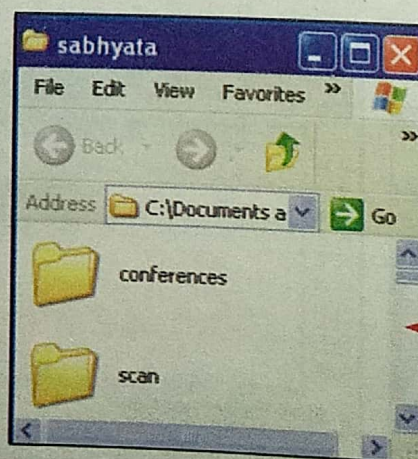 sabhyata
File Edit View Favorites »
Back »
Address C:\Documents a Go
conferences
scan